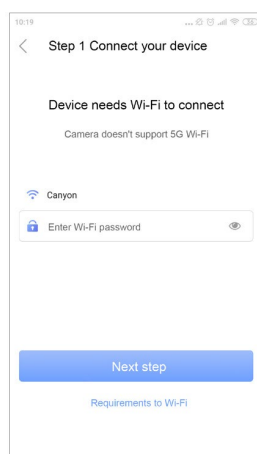 10:19
Step 1 Connect your device
Device needs Wi-Fi to connect
Camera doesn't support 5G Wi-Fi
Canyon
Enter Wi-Fi password
Next step
Requirements to Wi-Fi